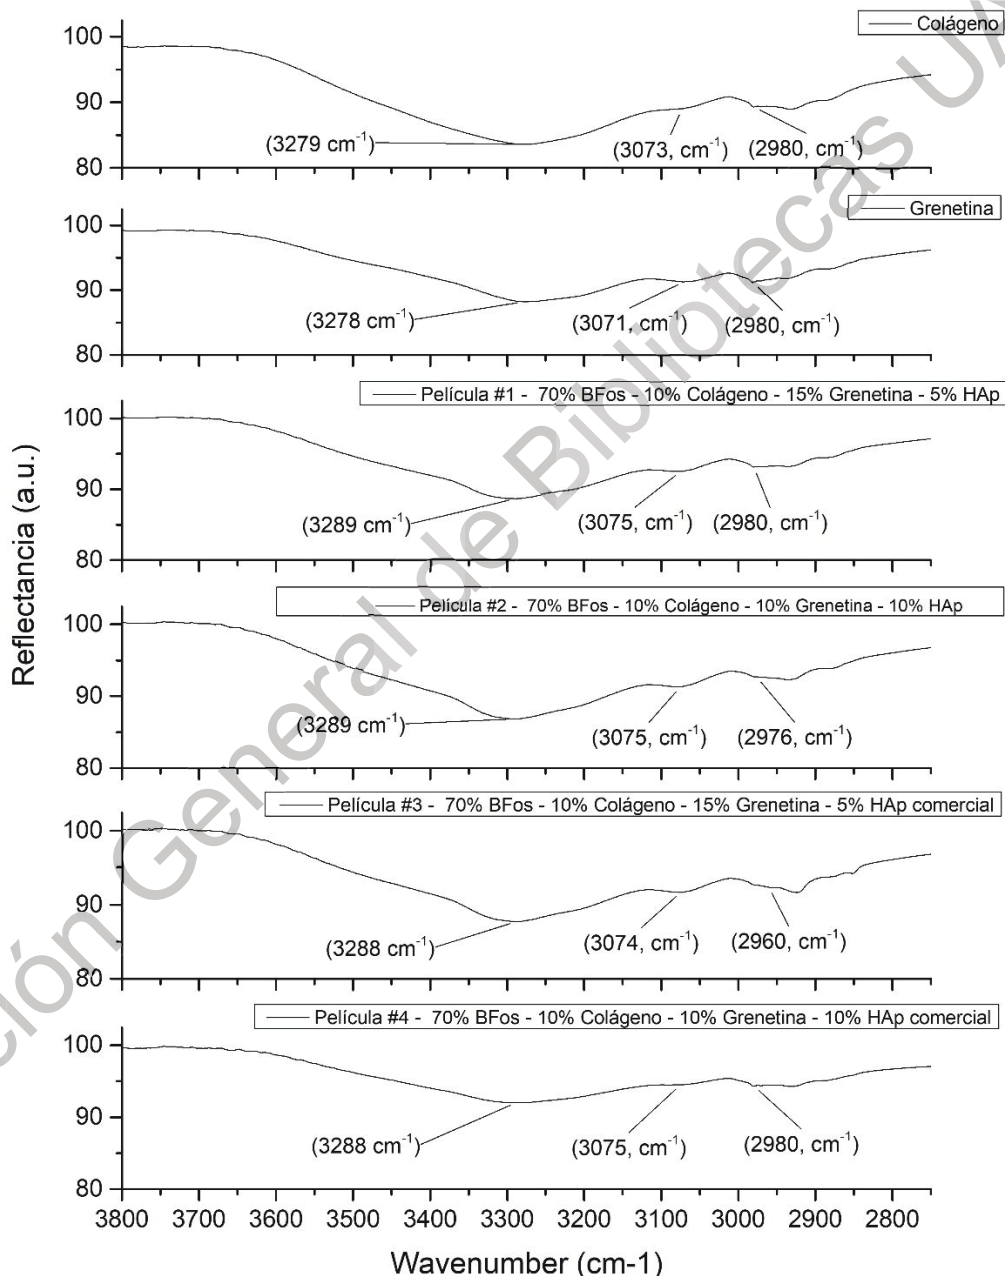 Colágeno
100
90
80
(3279 cm-1)
(3073, cm-1)
(2980, cm-1)
Grenetina
100
90
80
(3278 cm-1)
(3071, cm-1)
(2980, cm-1)
Película #1 - 70% BFos - 10% Colágeno - 15% Grenetina - 5% HAp
100
90
80
(3289 cm-1)
(3075, cm-1)
(2980, cm-1)
Película #2 - 70% BFos - 10% Colágeno - 10% Grenetina - 10% HAp
100
90
80
(3289 cm-1)
(3075, cm-1)
(2976, cm-1)
Película #3 - 70% BFos - 10% Colágeno - 15% Grenetina - 5% HAp comercial
100
90
80
(3288 cm-1)
(3074, cm-1)
(2960, cm-1)
Película #4 - 70% BFos - 10% Colágeno - 10% Grenetina - 10% HAp comercial
100
90
80
(3288 cm-1)
(3075, cm-1)
(2980, cm-1)
3800 3700 3600 3500 3400 3300 3200 3100 3000 2900 2800
Wavenumber (cm-1)
Reflectancia (a.u.)
ción General de Bibliotecas UA